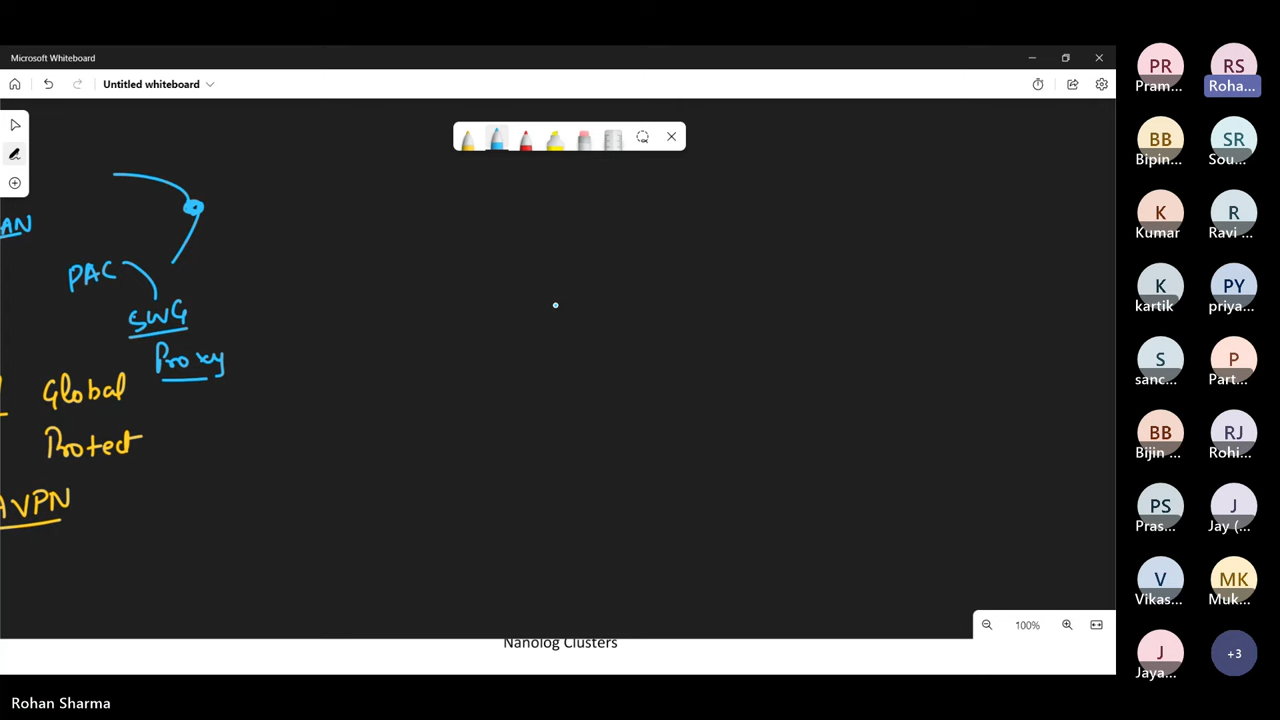 Microsoft Whiteboard
Untitled whiteboard
AN
PAC
SWG
Proxy
Global
Protect
AVPN
100%
Nanolog Clusters
PR
Pram...
RS
Roha...
BB
Bipin...
SR
Sou...
K
Kumar
R
Ravi ...
K
kartik
PY
priya...
S
sanc...
P
Part...
BB
Bijin ...
RJ
Rohi...
PS
Pras...
J
Jay (...
V
Vikas...
MK
Muk...
J
Jaya...
+3
Rohan Sharma